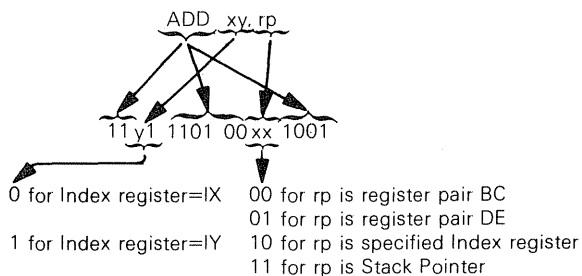 ADD xy, rp
11y1 1101 00xx1001
0 for Index register=IX
1 for Index register=IY
00 for rp is register pair BC
01 for rp is register pair DE
10 for rp is specified Index register
11 for rp is Stack Pointer